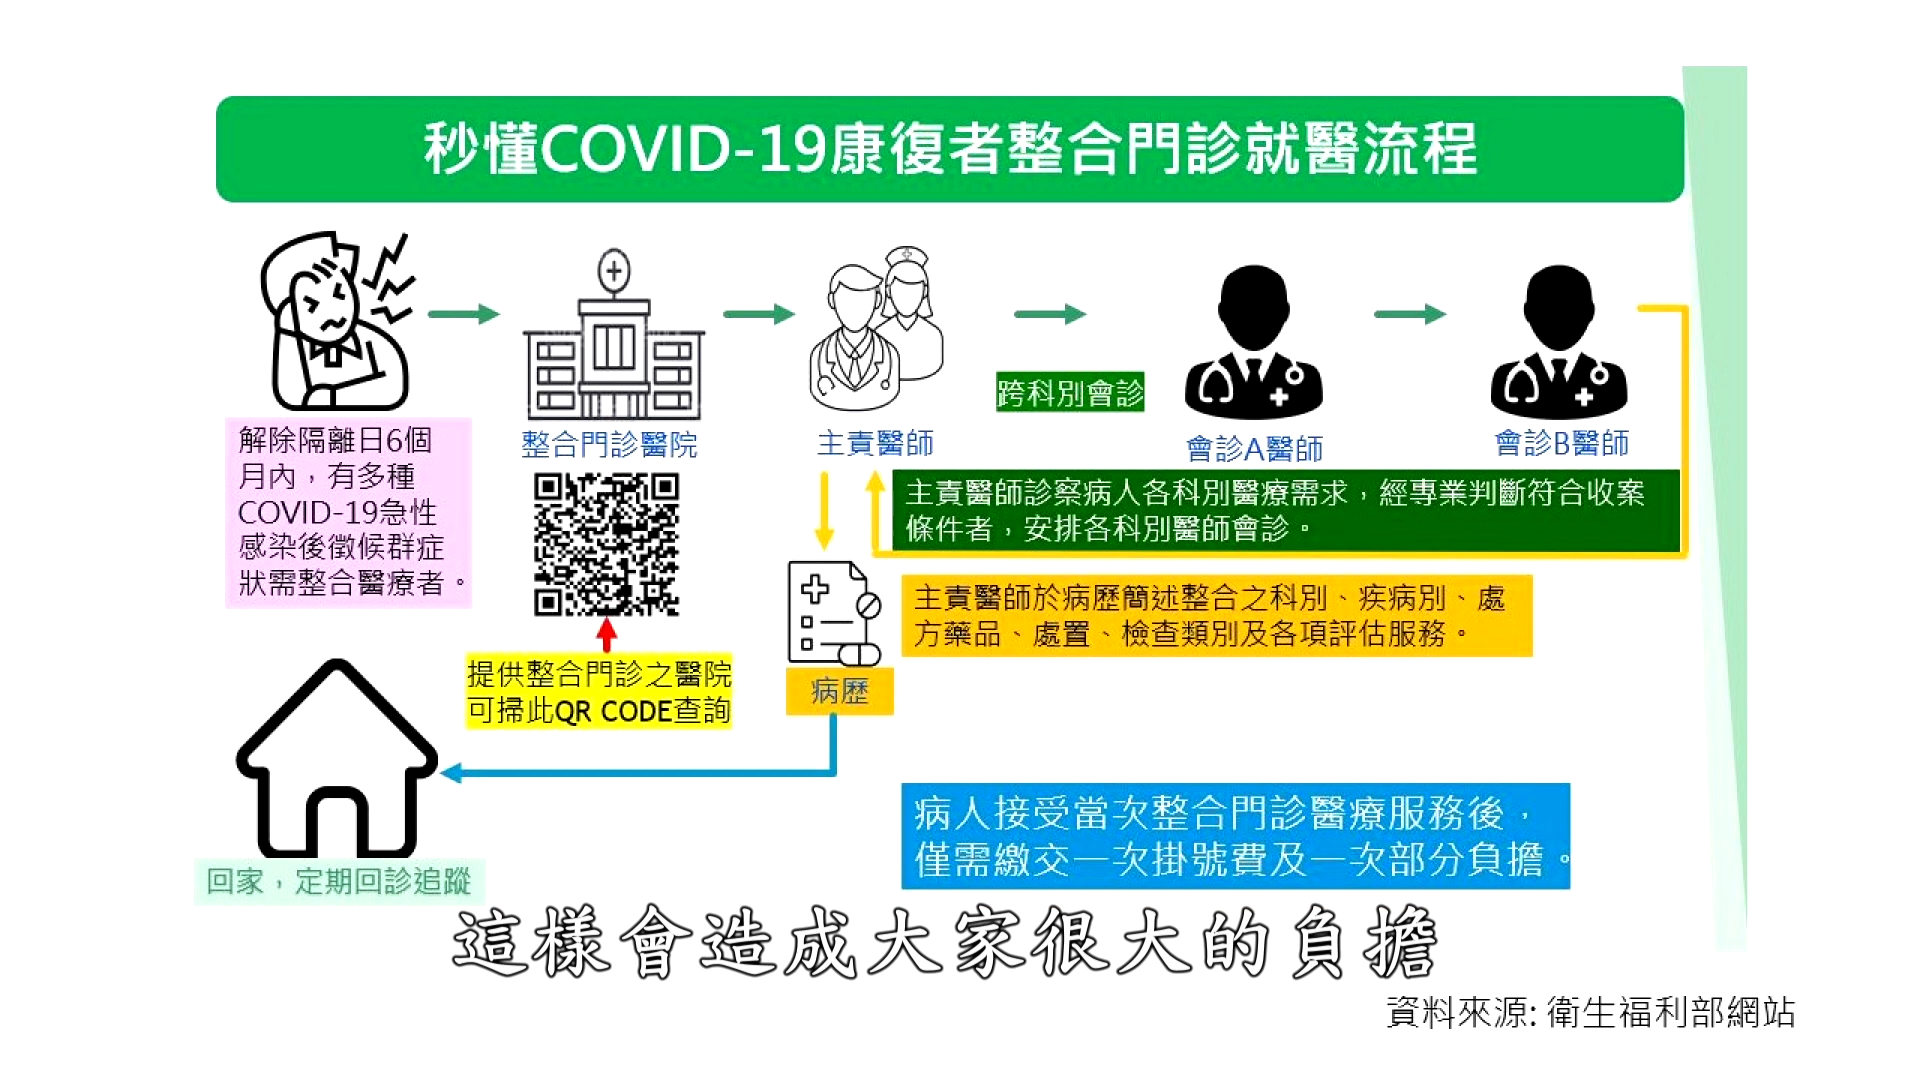 秒懂COVID-19康復者整合門診就醫流程
解除隔離日6個
月內，有多種
COVID-19急性
感染後徵候群症
狀需整合醫療者。
整合門診醫院
提供整合門診之醫院
可掃此QR CODE查詢
主責醫師
跨科別會診
會診A醫師
會診B醫師
主責醫師診察病人各科別醫療需求，經專業判斷符合收案
條件者，安排各科別醫師會診。
主責醫師於病歷簡述整合之科別、疾病別、處
方藥品、處置、檢查類別及各項評估服務。
病歷
病人接受當次整合門診醫療服務後，
僅需繳交一次掛號費及一次部分負擔。
回家，定期回診追蹤
這樣會造成大家很大的負擔
資料來源: 衛生福利部網站